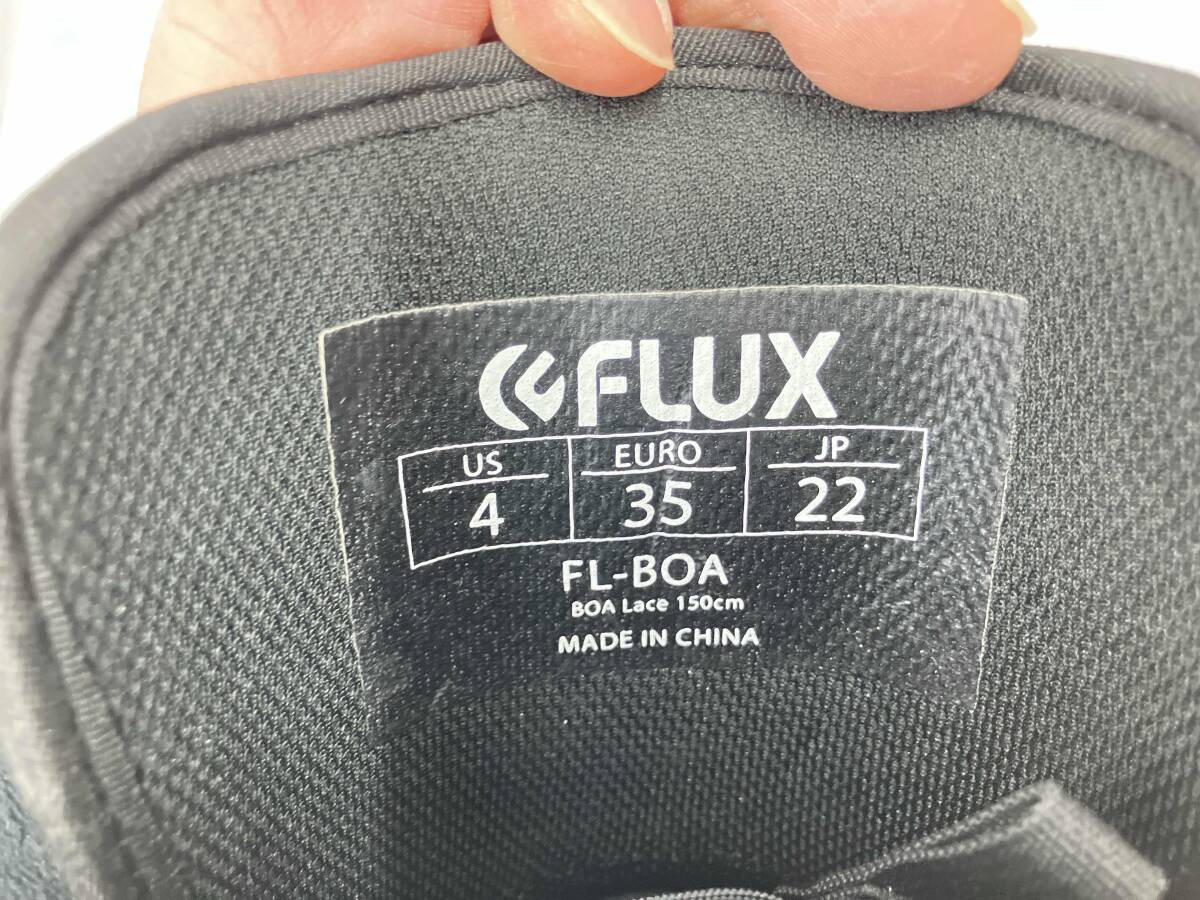 FLUX
US EURO JP
4 35 22
FL-BOA
BOA Lace 150cm
MADE IN CHINA